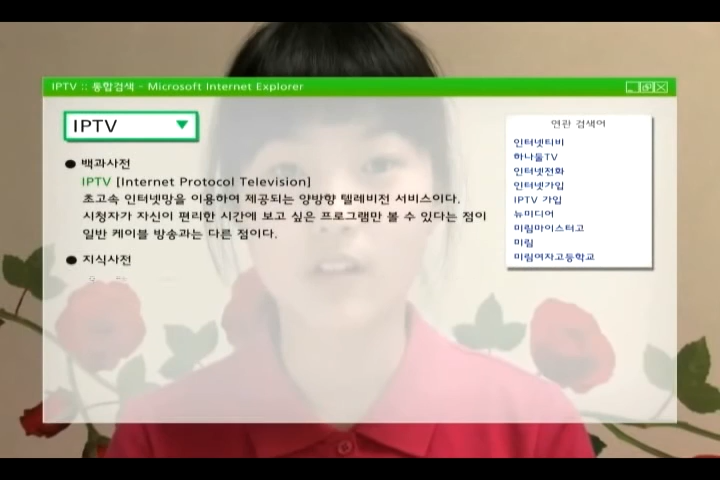 IPTV :: 통합검색 - Microsoft Internet Explorer
IPTV
● 백과사전
IPTV [Internet Protocol Television]
초고속 인터넷망을 이용하여 제공되는 양방향 텔레비전 서비스이다.
시청자가 자신이 편리한 시간에 보고 싶은 프로그램만 볼 수 있다는 점이
일반 케이블 방송과는 다른 점이다.
● 지식사전
연관 검색어
인터넷티비
하나둘TV
인터넷전화
인터넷가입
IPTV 가입
뉴미디어
미림마이스터고
미림
미림여자고등학교